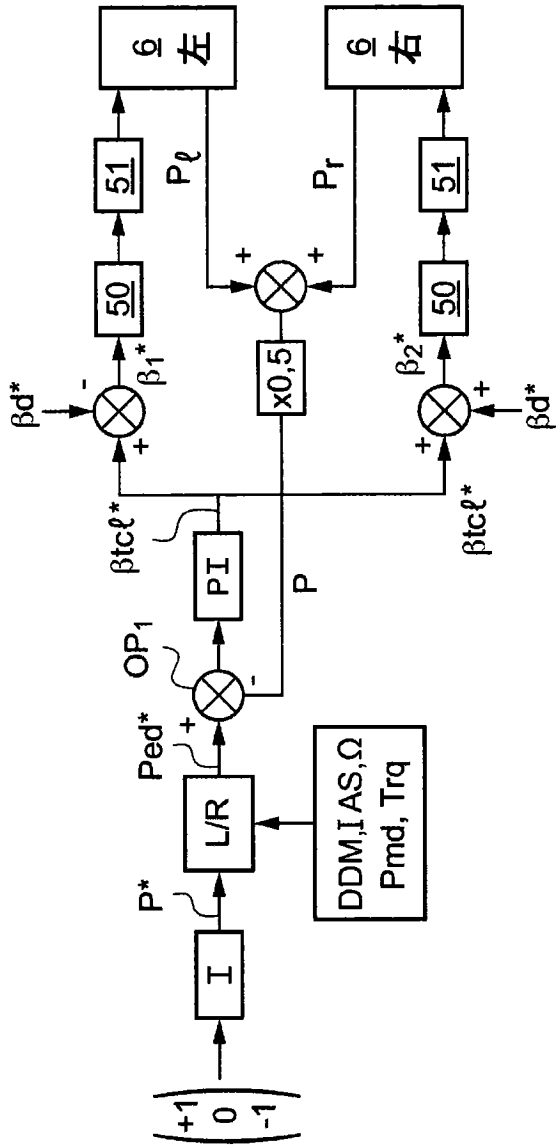 +1
0
-1
I
P*
L/R
DDM, I AS, Ω
Pmd, Trq
Ped*
+
-
OP₁
PI
βtcℓ*
P
x0,5
+
+
Pℓ
Pr
βd*
-
+
β₁*
50
51
6
左
βtcℓ*
+
+
βd*
β₂*
50
51
6
右